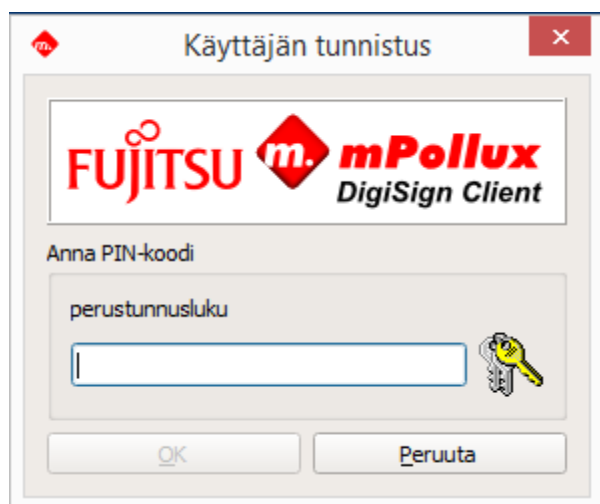 m.
Käyttäjän tunnistus
FUJITSU m. mPollux
DigiSign Client
Anna PIN-koodi
perustunnusluku
OK
Peruuta